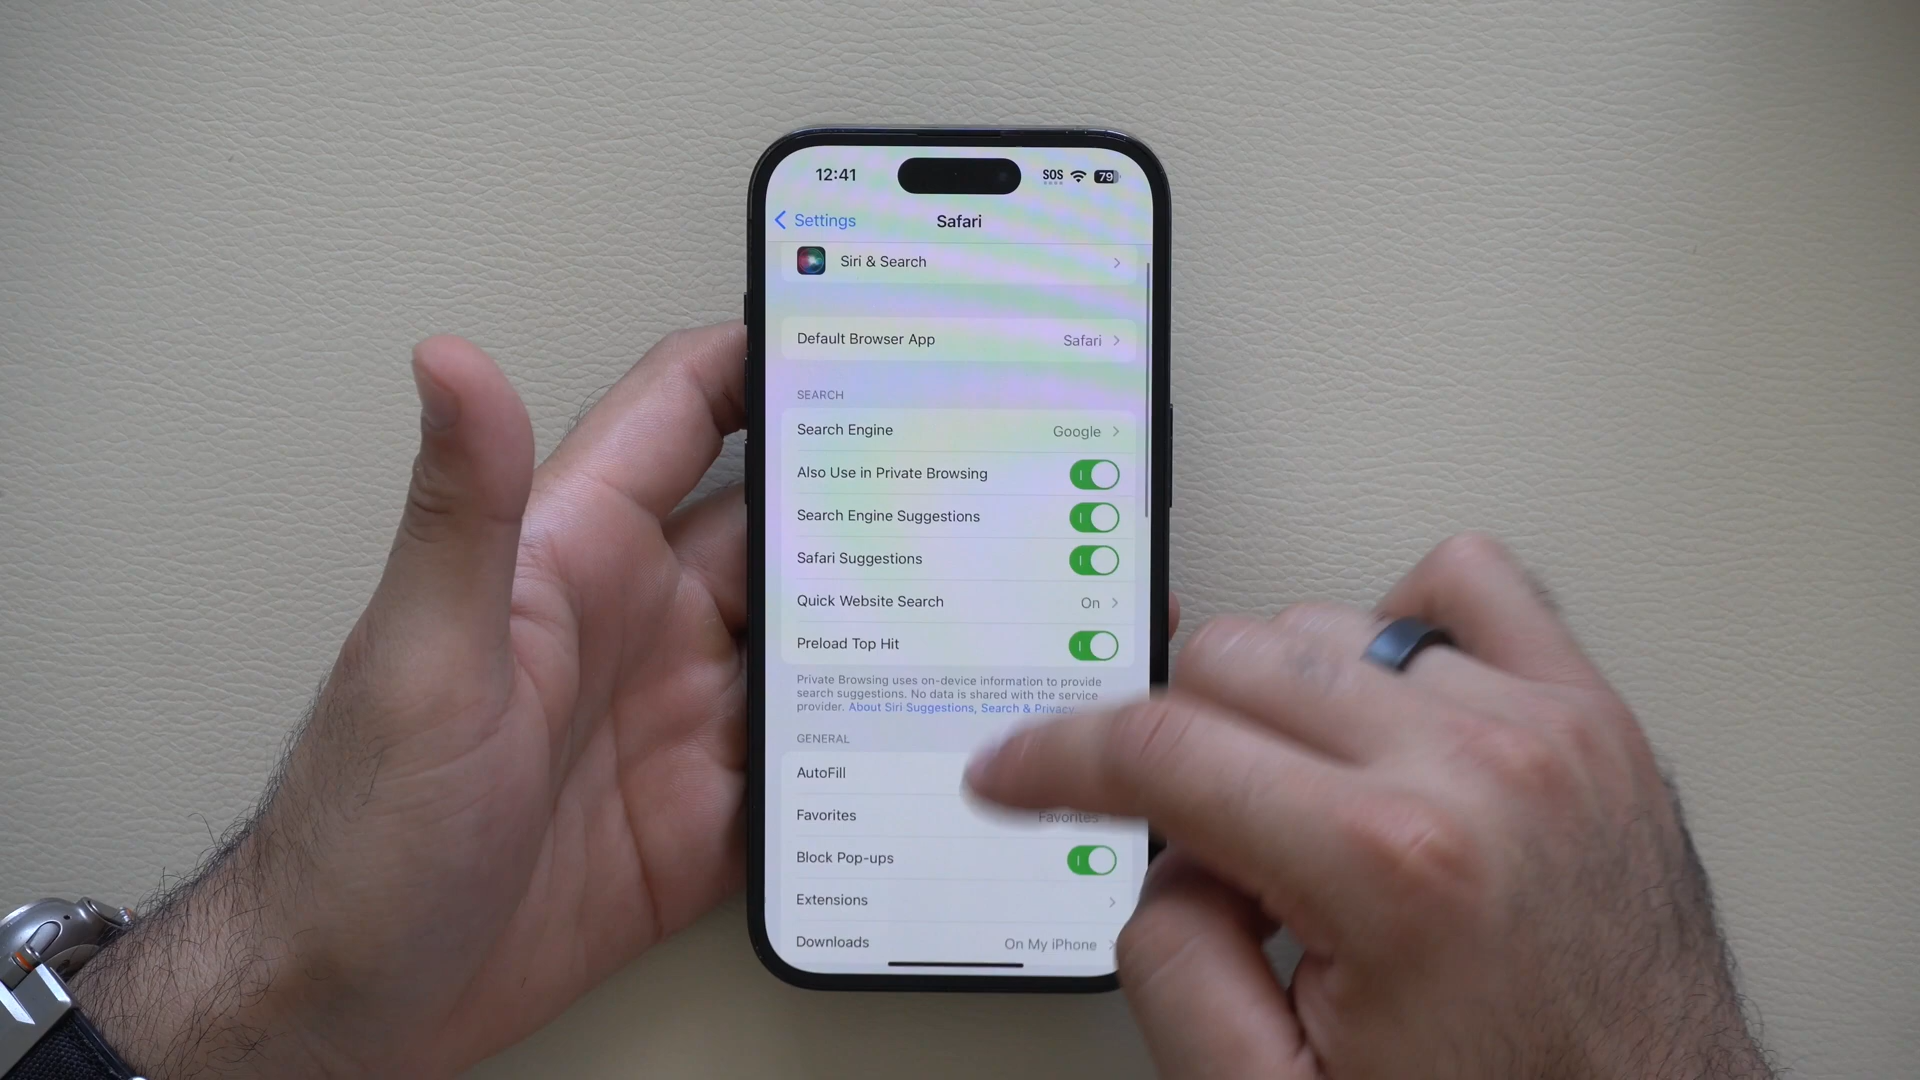 12:41
SOS
79
Settings
Safari
Siri & Search
Default Browser App
Safari
SEARCH
Search Engine
Google
Also Use in Private Browsing
Search Engine Suggestions
Safari Suggestions
Quick Website Search
On
Preload Top Hit
Private Browsing uses on-device information to provide
search suggestions. No data is shared with the service
provider. About Siri Suggestions, Search & Privacy
GENERAL
AutoFill
Favorites
Favorites
Block Pop-ups
Extensions
Downloads
On My iPhone